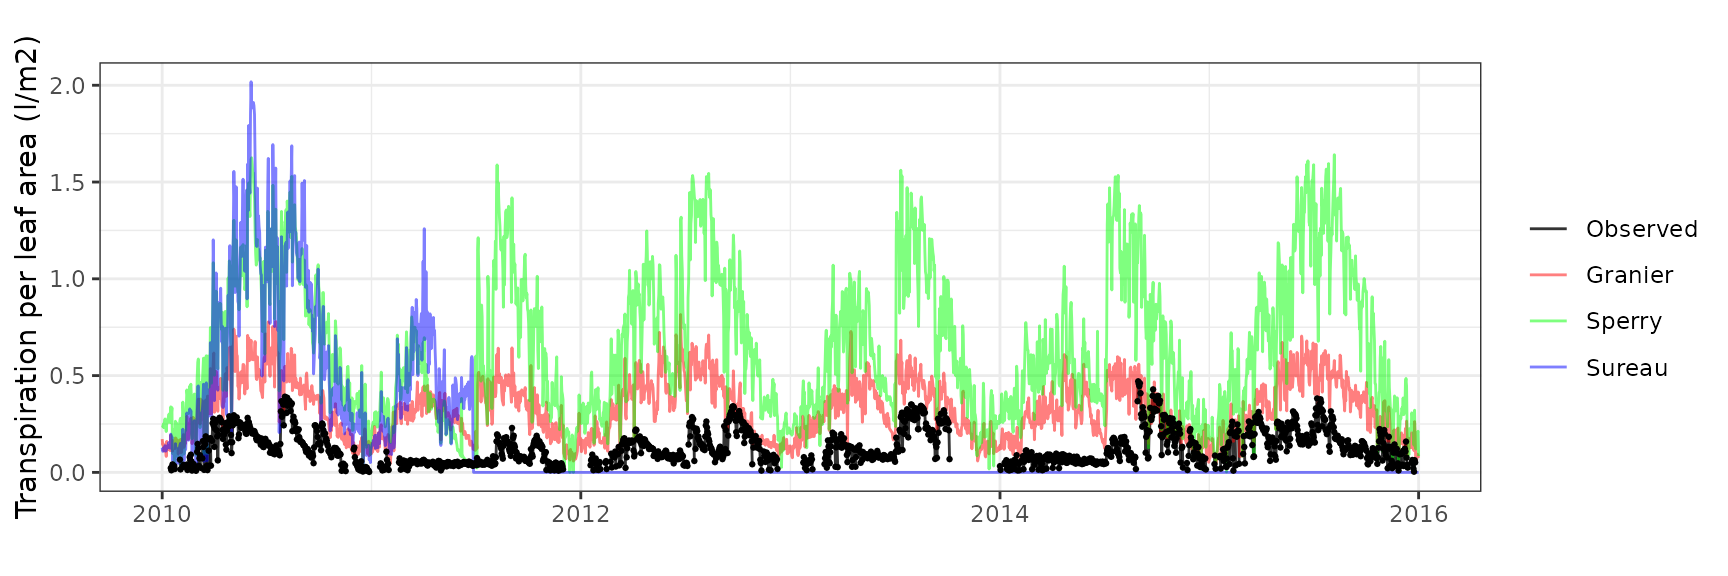 Transpiration per leaf area (l/m2)
2.0
1.5
1.0
0.5
0.0
2010
2012
2014
2016
Observed
Granier
Sperry
Sureau